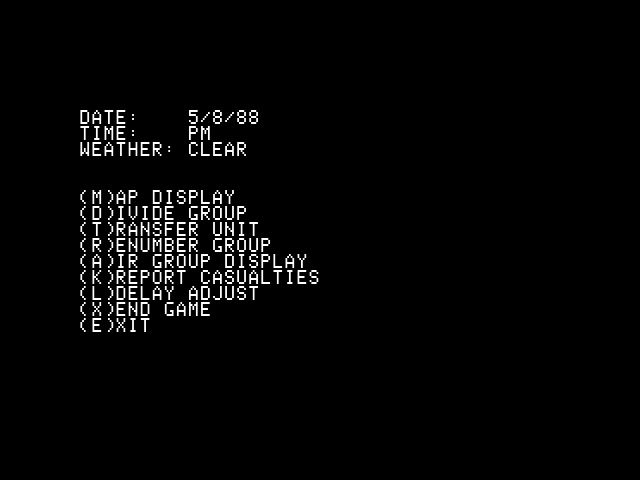 DATE: 5/8/88
TIME: PM
WEATHER: CLEAR
(M)AP DISPLAY
(D)IVIDE GROUP
(T)RANSFER UNIT
(R)ENUMBER GROUP
(A)IR GROUP DISPLAY
(K)REPORT CASUALTIES
(L)DELAY ADJUST
(X)END GAME
(E)XIT